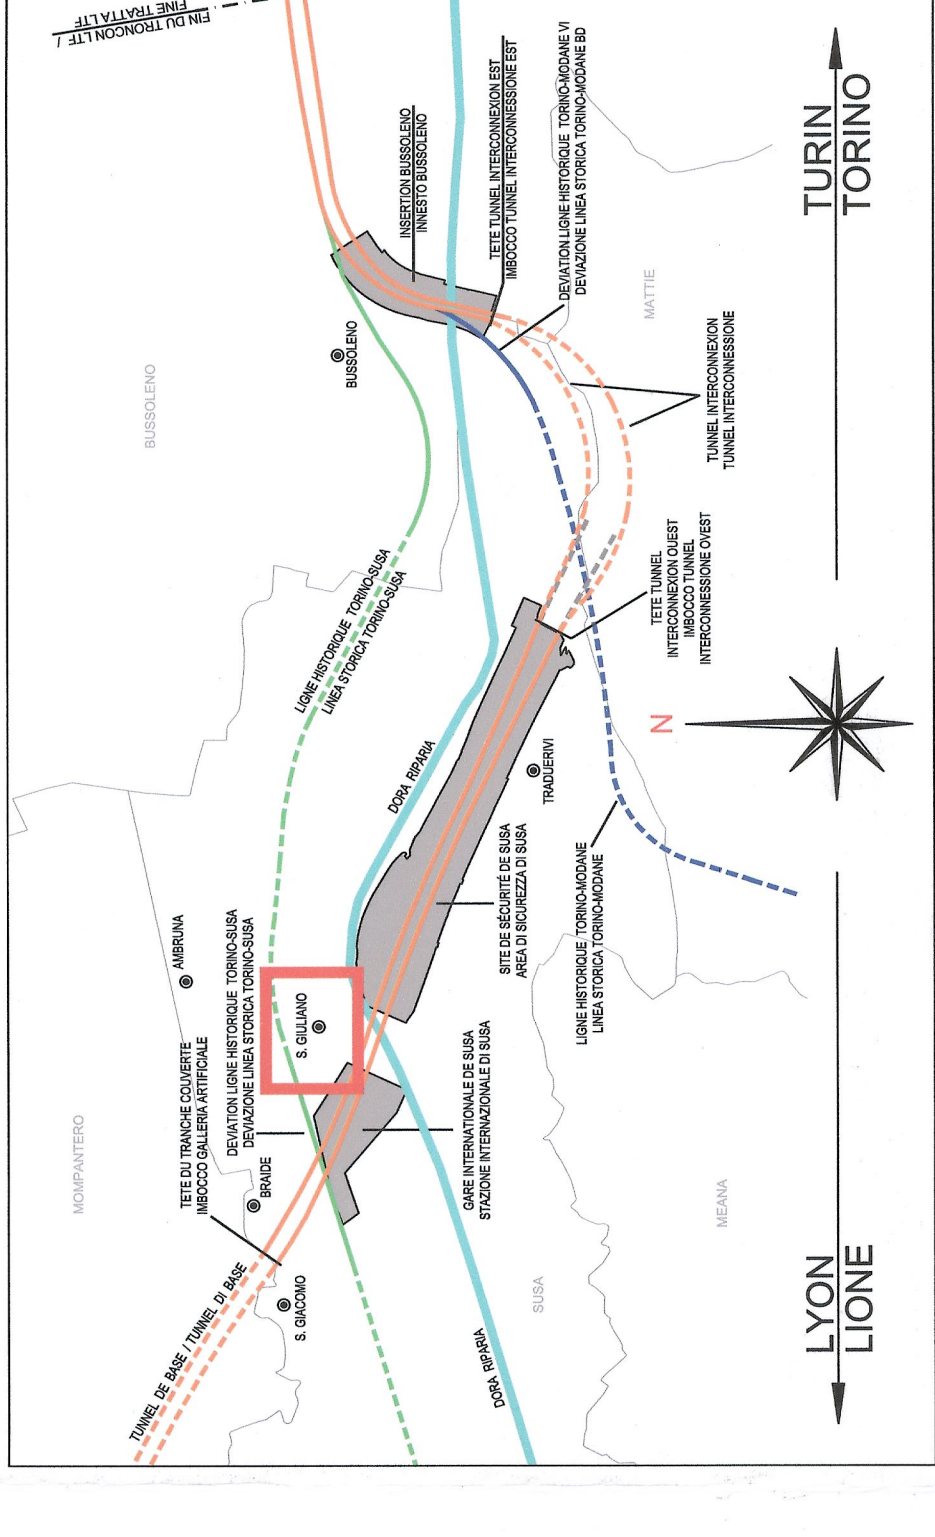 FIN DU TRONCON LTF /
FINE TRATTA LTF
MOMPANTERO
BUSSOLENO
TUNNEL DE BASE / TUNNEL DI BASE
TETE DU TRANCHE COUVERTE
IMBOCCO GALLERIA ARTIFICIALE
AMBRUNA
DEVIATION LIGNE HISTORIQUE TORINO-SUSA
DEVIAZIONE LINEA STORICA TORINO-SUSA
BRAIDE
S. GIACOMO
S. GIULIANO
LIGNE HISTORIQUE TORINO-SUSA
LINEA STORICA TORINO-SUSA
BUSSOLENO
INSERTION BUSSOLENO
INNESTO BUSSOLENO
DORA RIPARIA
DORA RIPARIA
GARE INTERNATIONALE DE SUSA
STAZIONE INTERNAZIONALE DI SUSA
SITE DE SÉCURITÉ DE SUSA
AREA DI SICUREZZA DI SUSA
TETE TUNNEL INTERCONNEXION EST
IMBOCCO TUNNEL INTERCONNESSIONE EST
SUSA
TRADUERIVI
DEVIATION LIGNE HISTORIQUE TORINO-MODANE VI
DEVIAZIONE LINEA STORICA TORINO-MODANE BD
LIGNE HISTORIQUE TORINO-MODANE
LINEA STORICA TORINO-MODANE
TETE TUNNEL
INTERCONNEXION OUEST
IMBOCCO TUNNEL
INTERCONNESSIONE OVEST
MATTIE
N
MEANA
TUNNEL INTERCONNEXION
TUNNEL INTERCONNESSIONE
LYON
LIONE
TURIN
TORINO